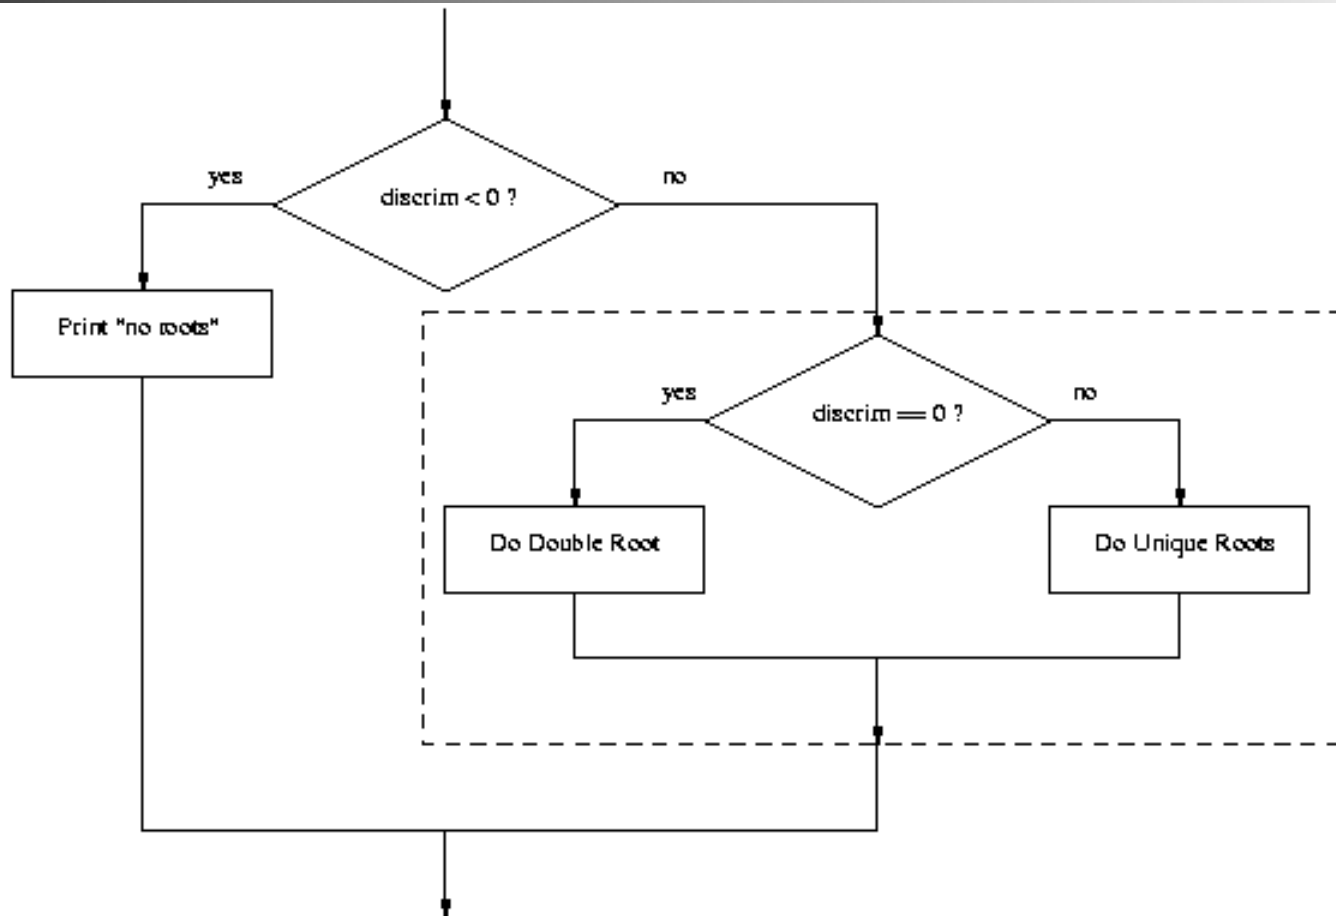 yes
discrim < 0 ?
no
Print "no roots"
yes
discrim == 0 ?
no
Do Double Root
Do Unique Roots